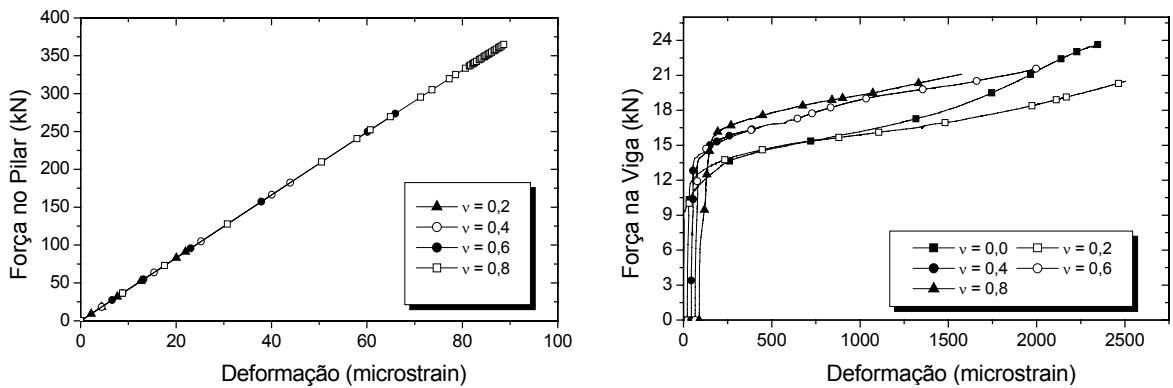 Força no Pilar (kN)
400
350
300
250
200
150
100
50
0
0 20 40 60 80 100
Deformação (microstrain)
ν = 0,2
ν = 0,4
ν = 0,6
ν = 0,8
Força na Viga (kN)
24
21
18
15
12
9
6
3
0
0 500 1000 1500 2000 2500
Deformação (microstrain)
ν = 0,0 ν = 0,2
ν = 0,4 ν = 0,6
ν = 0,8